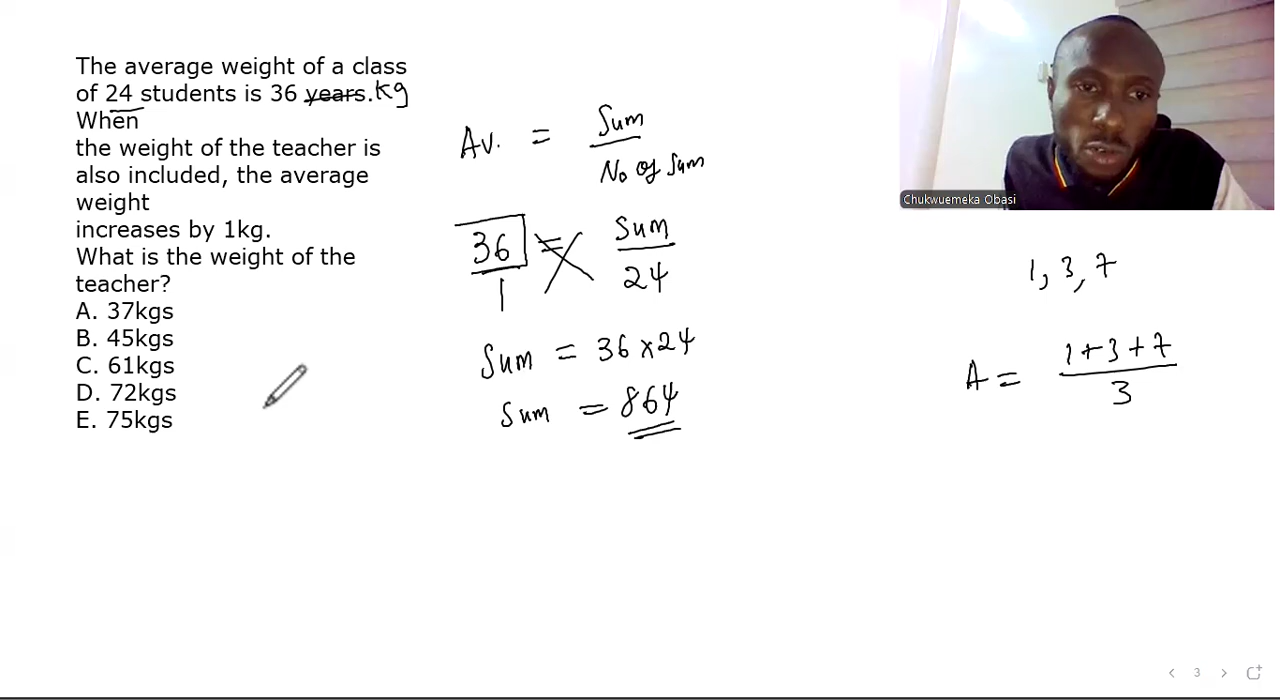 The average weight of a class
of 24 students is 36 years.kg
When
the weight of the teacher is
also included, the average
weight
increases by 1kg.
What is the weight of the
teacher?
A. 37kgs
B. 45kgs
C. 61kgs
D. 72kgs
E. 75kgs
Av. = Sum
No of Sum
36 = Sum
1 24
Sum = 36 x 24
Sum = 864
Chukwuemeka Obasi
1, 3, 7
A = 1+3+7
3
3